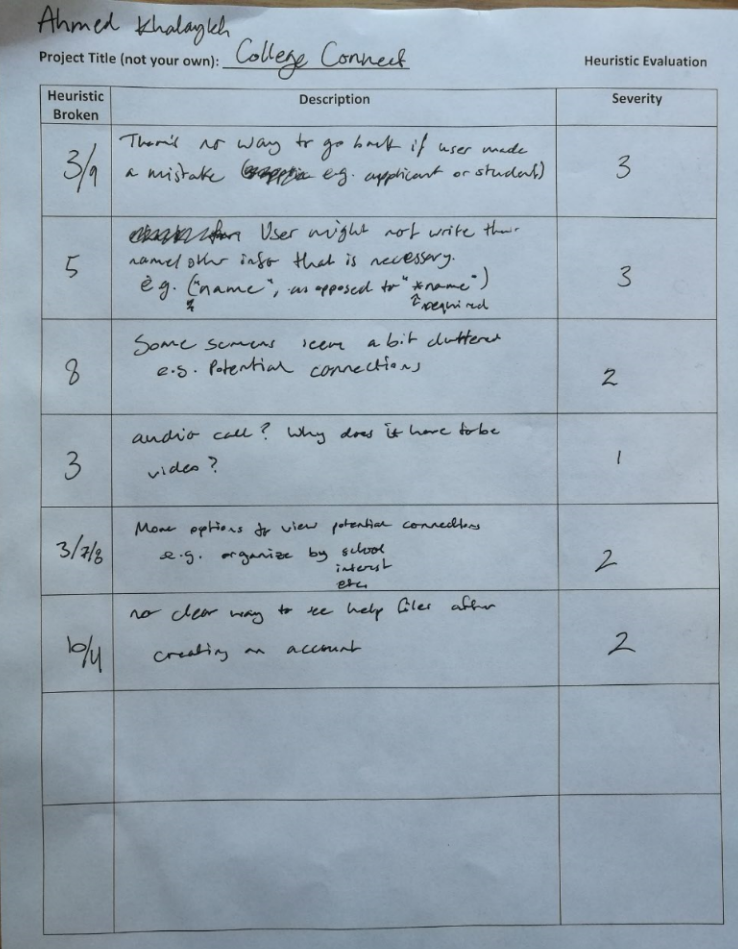 Ahmed Khalaykh
Project Title (not your own): College Connect
Heuristic Evaluation
Heuristic Broken
Description
Severity
3/9
There's no way to go back if user made
a mistake e.g. applicant or student)
3
5
User might not write their
name/other info that is necessary.
e.g. ("name", as opposed to "*name")
required
3
8
Some screens seem a bit cluttered
e.g. Potential connections
2
3
audio call? Why does it have to be
video?
1
3/7/8
More options to view potential connections
e.g. organize by school
interest
etc.
2
10/4
no clear way to see help files after
creating an account
2